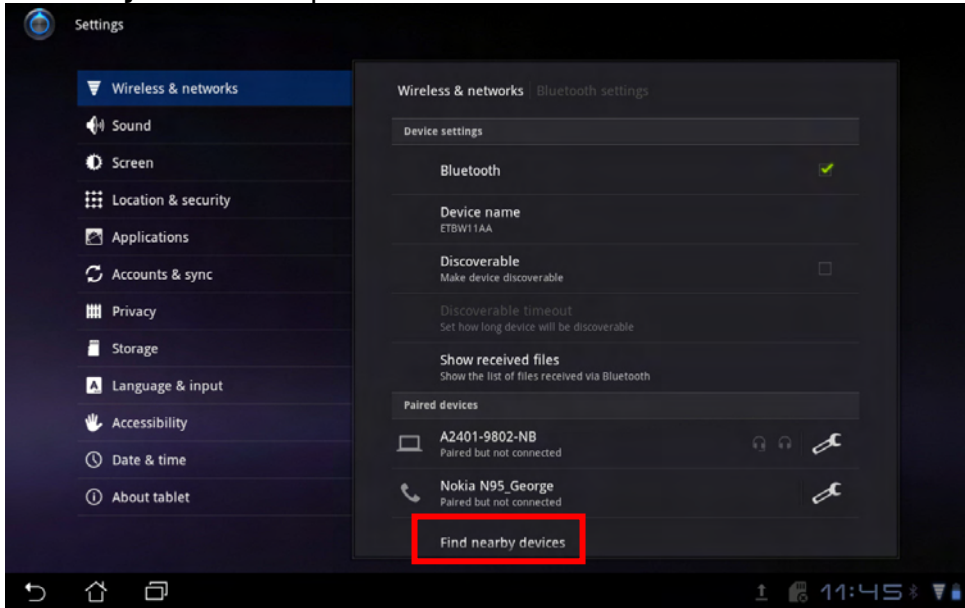 Settings
Wireless & networks
Sound
Screen
Location & security
Applications
Accounts & sync
Privacy
Storage
Language & input
Accessibility
Date & time
About tablet
Wireless & networks Bluetooth settings
Device settings
Bluetooth
Device name
ETBW11AA
Discoverable
Make device discoverable
Discoverable timeout
Set how long device will be discoverable
Show received files
Show the list of files received via Bluetooth
Paired devices
A2401-9802-NB
Paired but not connected
Nokia N95_George
Paired but not connected
Find nearby devices
11:45